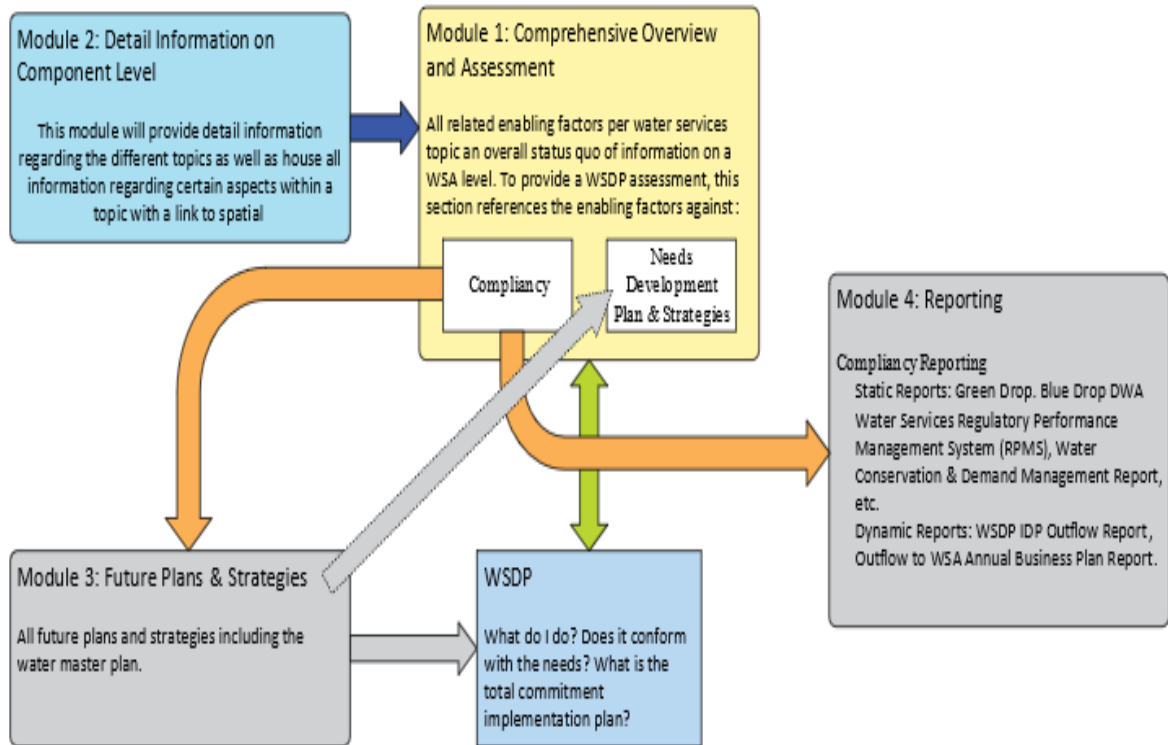 Module 2: Detail Information on
Component Level
This module will provide detail information
regarding the different topics as well as house all
information regarding certain aspects within a
topic with a link to spatial
Module 1: Comprehensive Overview
and Assessment
All related enabling factors per water services
topic an overall status quo of information on a
WSA level. To provide a WSDP assessment, this
section references the enabling factors against :
Compliancy
Needs
Development
Plan & Strategies
Module 4: Reporting
Compliancy Reporting
Static Reports: Green Drop. Blue Drop DWA
Water Services Regulatory Performance
Management System (RPMS), Water
Conservation & Demand Management Report,
etc.
Dynamic Reports: WSDP IDP Outflow Report,
Outflow to WSA Annual Business Plan Report.
Module 3: Future Plans & Strategies
All future plans and strategies including the
water master plan.
WSDP
What do I do? Does it conform
with the needs? What is the
total commitment
implementation plan?